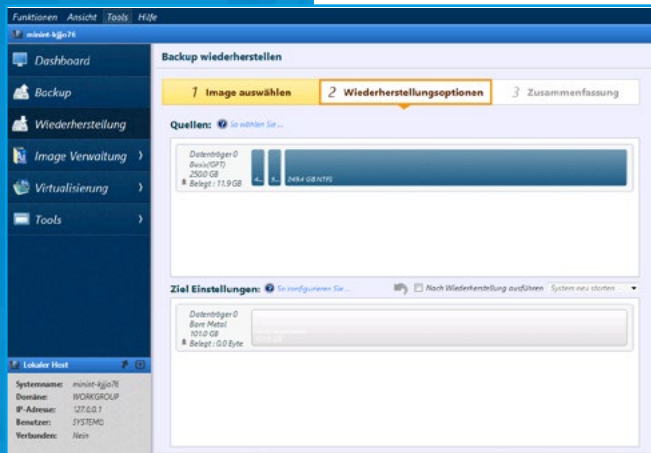 Funktionen Ansicht Tools Hilfe
minint-kjjo76
Dashboard
Backup
Wiederherstellung
Image Verwaltung
Virtualisierung
Tools
Backup wiederherstellen
1 Image auswählen
2 Wiederherstellungsoptionen
3 Zusammenfassung
Quellen: So wählen Sie ...
Datenträger 0
Basis(GPT)
250.0 GB
Belegt : 11.9 GB
4... 9... 249.4 GB NTFS
Ziel Einstellungen: So konfigurieren Sie ... Nach Wiederherstellung ausführen System neu starten
Datenträger 0
Bare Metal
101.0 GB
Belegt : 0.0 Byte
Lokaler Host
Systemname: minint-kjjo76
Domäne: WORKGROUP
IP-Adresse: 127.0.0.1
Benutzer: SYSTEM0
Verbunden: Nein